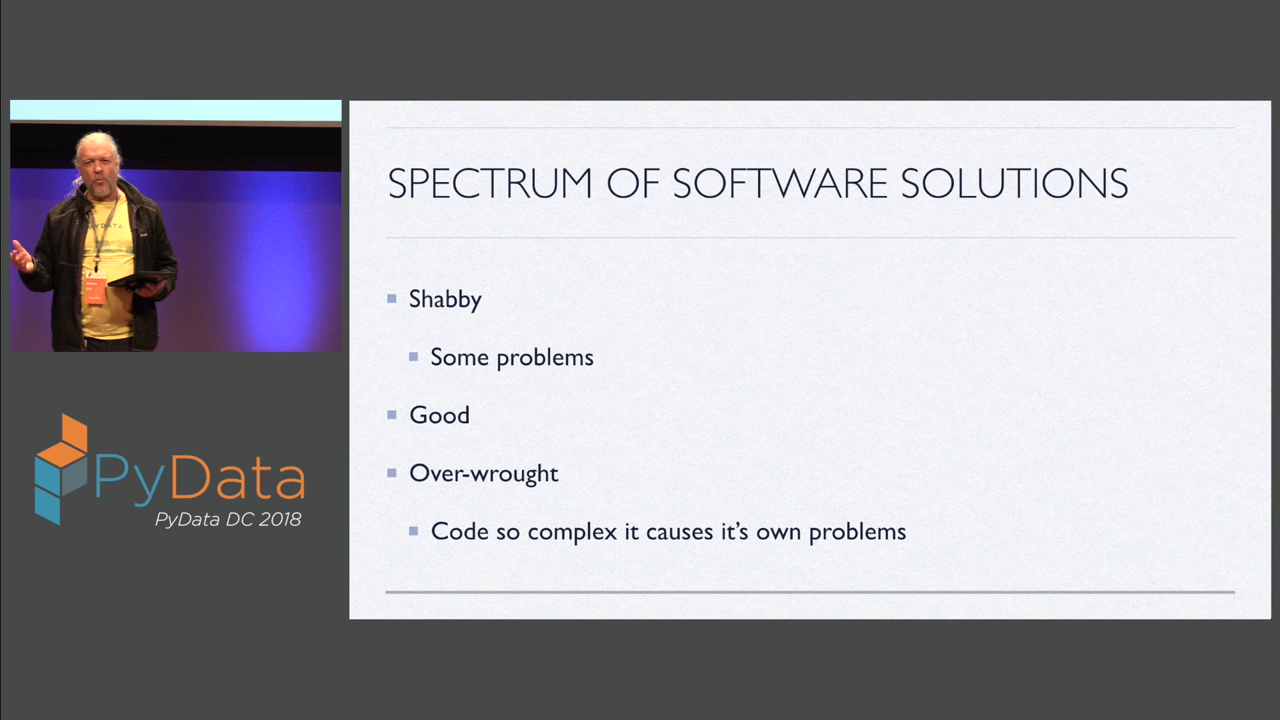 SPECTRUM OF SOFTWARE SOLUTIONS
Shabby
Some problems
Good
Over-wrought
Code so complex it causes it’s own problems
PYDATA
PyData
PyData DC 2018